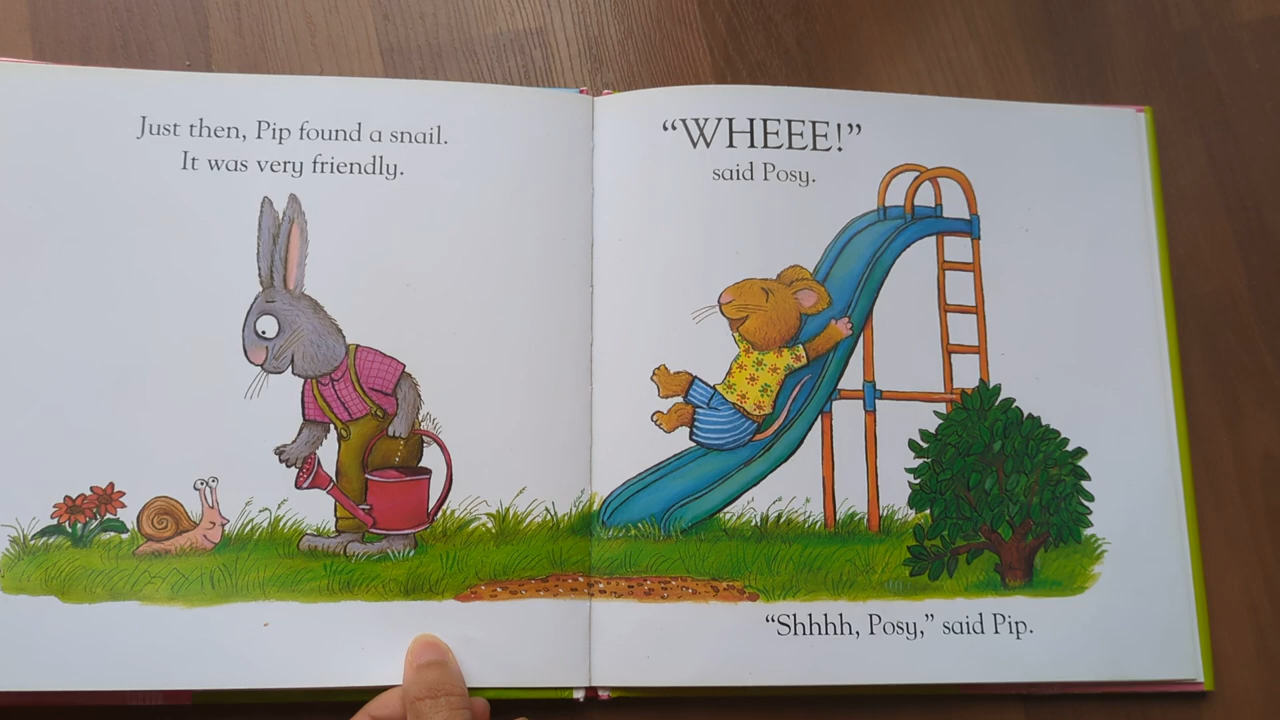 Just then, Pip found a snail.
It was very friendly.
“WHEEE!”
said Posy.
“Shhhh, Posy,” said Pip.